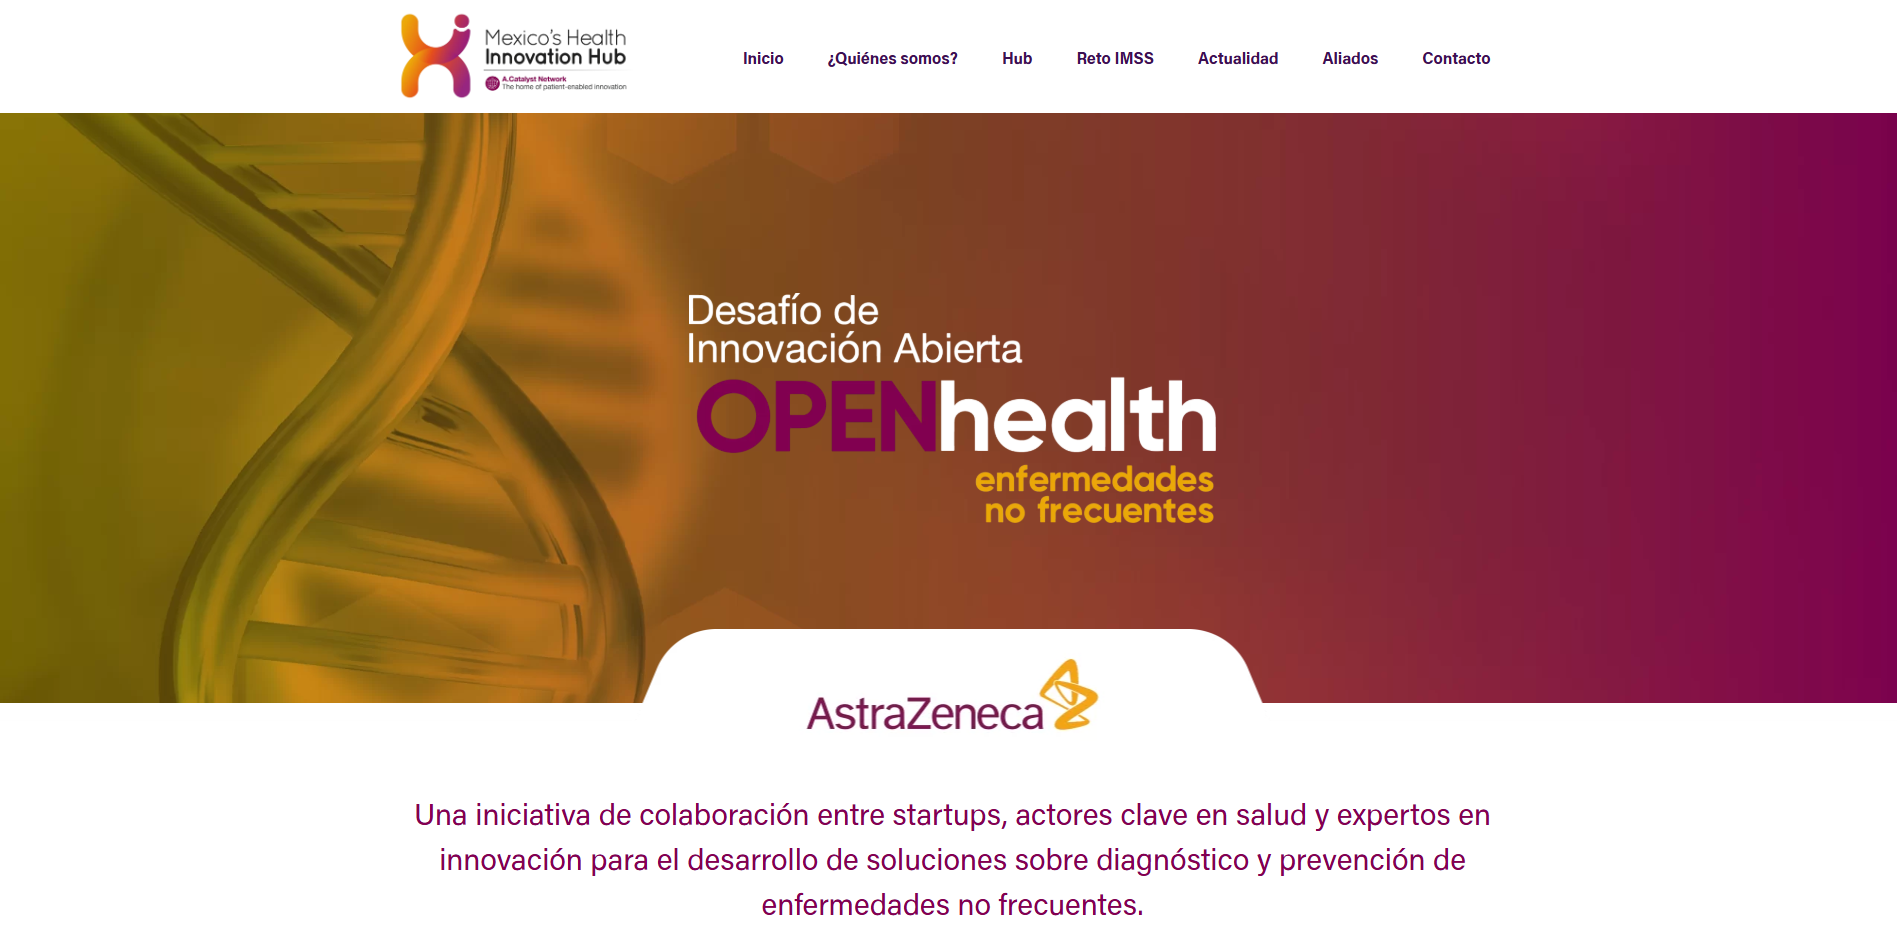 Mexico's Health
Innovation Hub
A.Catalyst Network
The home of patient-enabled innovation
Inicio
¿Quiénes somos?
Hub
Reto IMSS
Actualidad
Aliados
Contacto
Desafío de
Innovación Abierta
OPENhealth
enfermedades
no frecuentes
AstraZeneca
Una iniciativa de colaboración entre startups, actores clave en salud y expertos en
innovación para el desarrollo de soluciones sobre diagnóstico y prevención de
enfermedades no frecuentes.